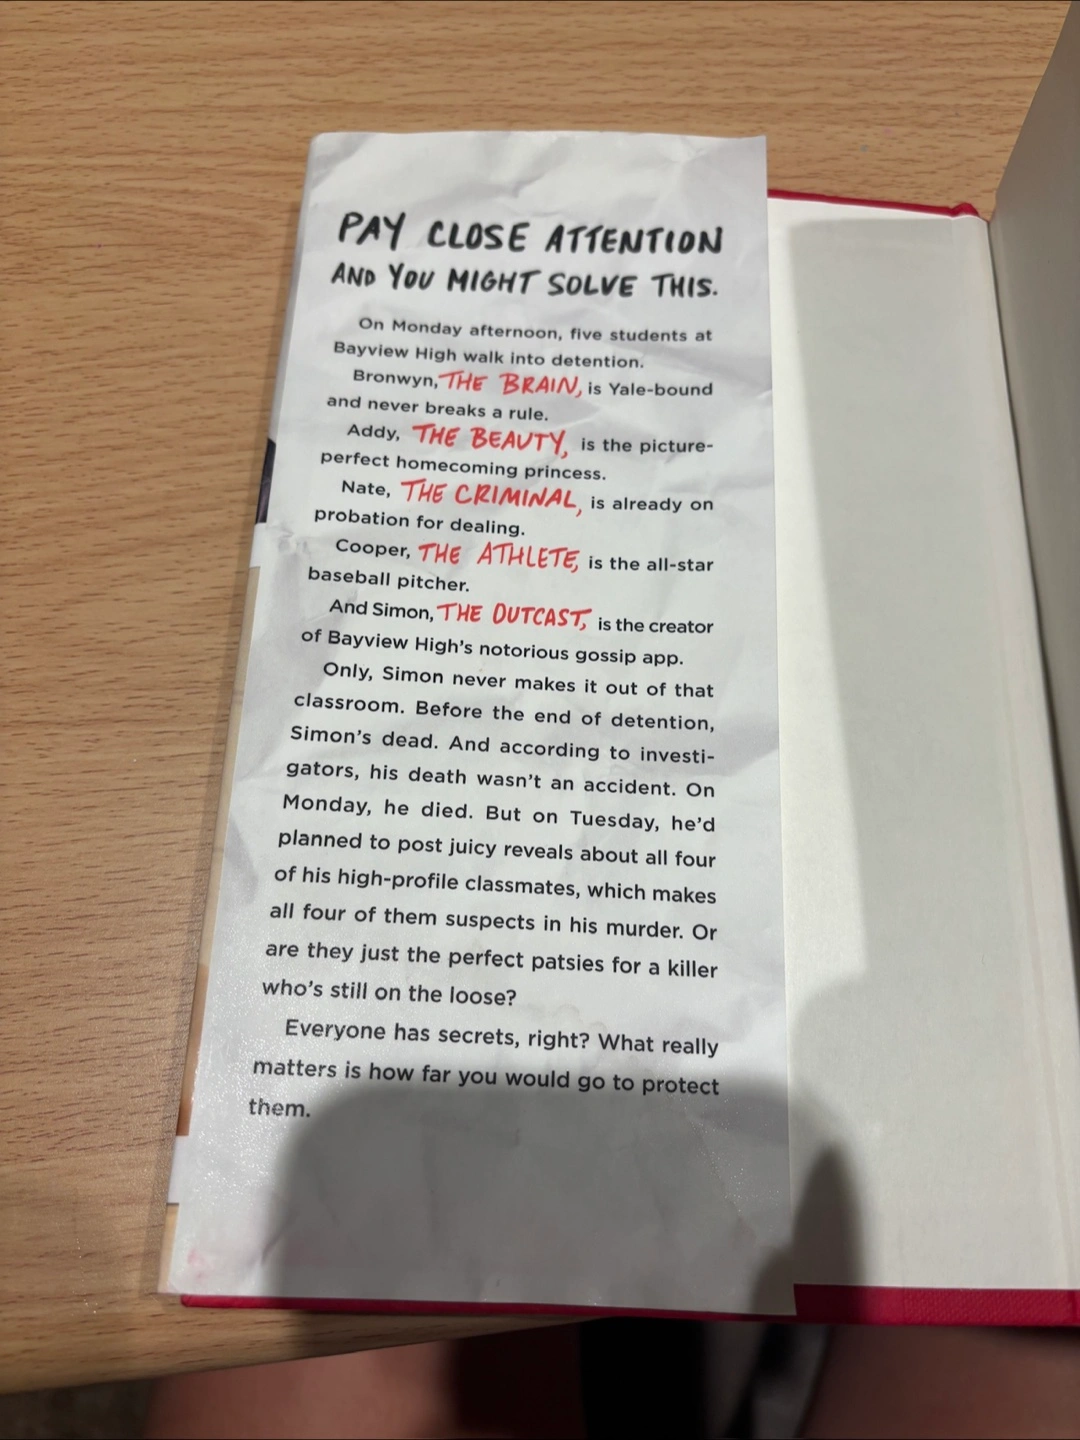 PAY CLOSE ATTENTION
AND YOU MIGHT SOLVE THIS.
On Monday afternoon, five students at
Bayview High walk into detention.
Bronwyn, THE BRAIN, is Yale-bound
and never breaks a rule.
Addy, THE BEAUTY, is the picture-
perfect homecoming princess.
Nate, THE CRIMINAL, is already on
probation for dealing.
Cooper, THE ATHLETE, is the all-star
baseball pitcher.
And Simon, THE OUTCAST, is the creator
of Bayview High's notorious gossip app.
Only, Simon never makes it out of that
classroom. Before the end of detention,
Simon's dead. And according to investi-
gators, his death wasn't an accident. On
Monday, he died. But on Tuesday, he'd
planned to post juicy reveals about all four
of his high-profile classmates, which makes
all four of them suspects in his murder. Or
are they just the perfect patsies for a killer
who's still on the loose?
Everyone has secrets, right? What really
matters is how far you would go to protect
them.